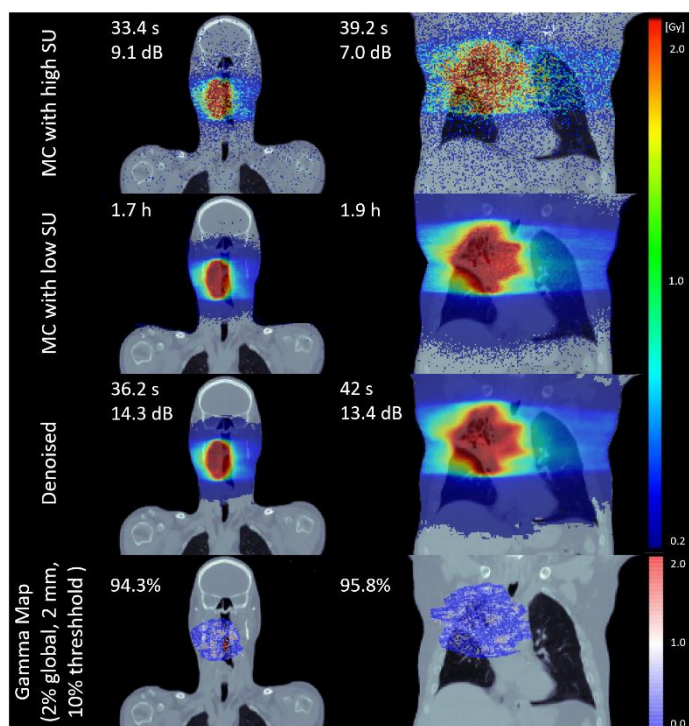 MC with high SU
33.4 s
9.1 dB
39.2 s
7.0 dB
[Gy]
2.0
MC with low SU
1.7 h
1.9 h
1.0
Denoised
36.2 s
14.3 dB
42 s
13.4 dB
0.2
Gamma Map
(2% global, 2 mm,
10% threshhold )
94.3%
95.8%
2.0
1.0
0.0